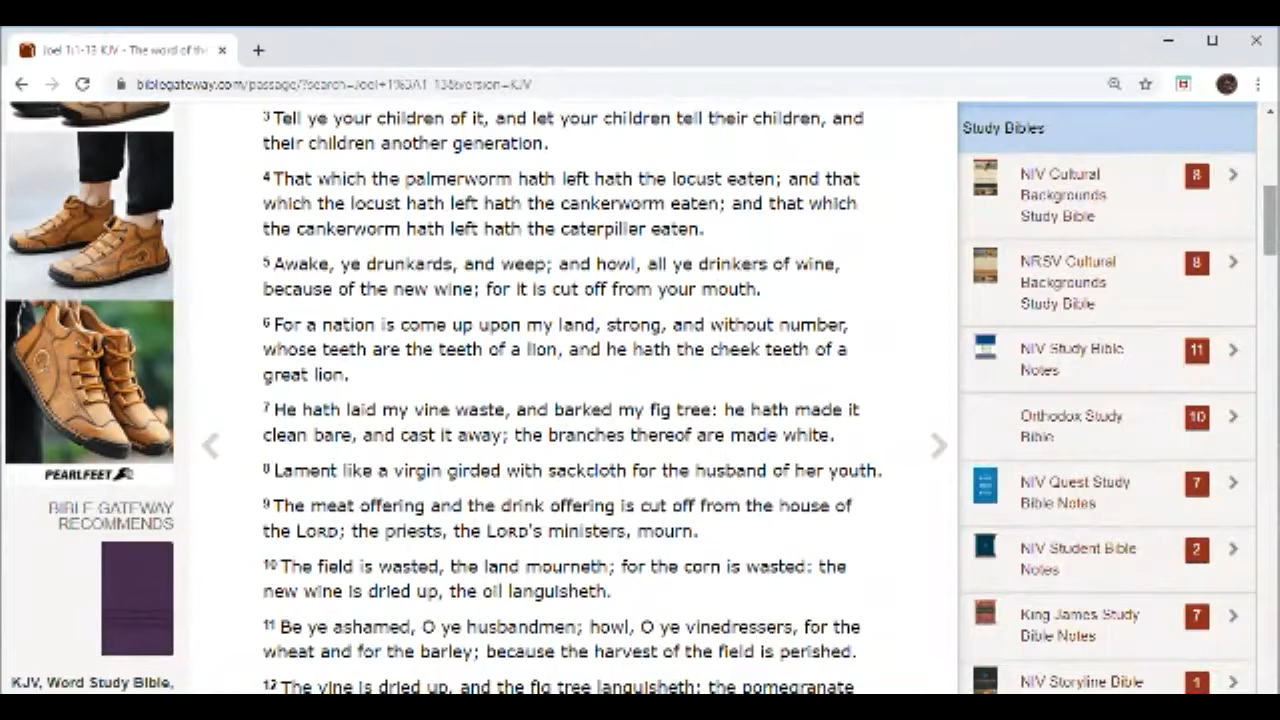 Joel 1:1-13 KJV - The word of th
biblegateway.com/passage/?search=Joel+1%3A1-13&version=KJV
3 Tell ye your children of it, and let your children tell their children, and
their children another generation.
4 That which the palmerworm hath left hath the locust eaten; and that
which the locust hath left hath the cankerworm eaten; and that which
the cankerworm hath left hath the caterpiller eaten.
5 Awake, ye drunkards, and weep; and howl, all ye drinkers of wine,
because of the new wine; for it is cut off from your mouth.
6 For a nation is come up upon my land, strong, and without number,
whose teeth are the teeth of a lion, and he hath the cheek teeth of a
great lion.
7 He hath laid my vine waste, and barked my fig tree: he hath made it
clean bare, and cast it away; the branches thereof are made white.
8 Lament like a virgin girded with sackcloth for the husband of her youth.
9 The meat offering and the drink offering is cut off from the house of
the LORD; the priests, the LORD's ministers, mourn.
10 The field is wasted, the land mourneth; for the corn is wasted: the
new wine is dried up, the oil languisheth.
11 Be ye ashamed, O ye husbandmen; howl, O ye vinedressers, for the
wheat and for the barley; because the harvest of the field is perished.
12 The vine is dried up, and the fig tree languisheth; the pomegranate
PEARLFEET
BIBLE GATEWAY
RECOMMENDS
KJV, Word Study Bible,
Study Bibles
NIV Cultural
Backgrounds
Study Bible
8
NRSV Cultural
Backgrounds
Study Bible
8
NIV Study Bible
Notes
11
Orthodox Study
Bible
10
NIV Quest Study
Bible Notes
7
NIV Student Bible
Notes
2
King James Study
Bible Notes
7
NIV Storyline Bible
1